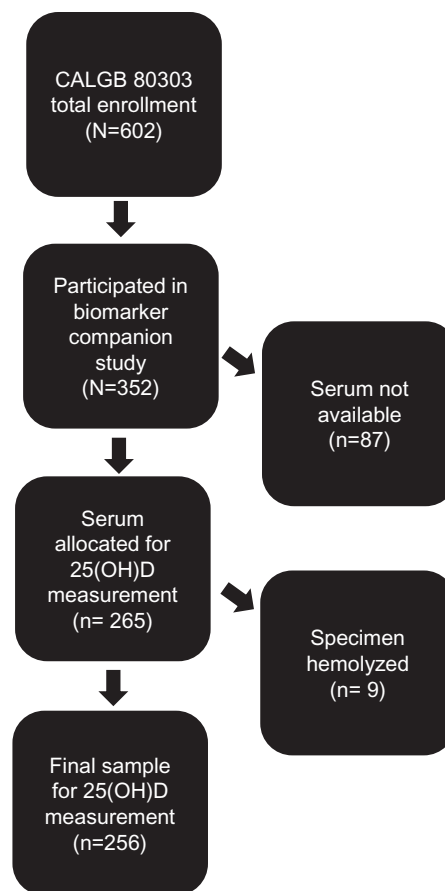 CALGB 80303
total enrollment
(N=602)
Participated in
biomarker
companion
study
(N=352)
Serum not
available
(n=87)
Serum
allocated for
25(OH)D
measurement
(n= 265)
Specimen
hemolyzed
(n= 9)
Final sample
for 25(OH)D
measurement
(n=256)